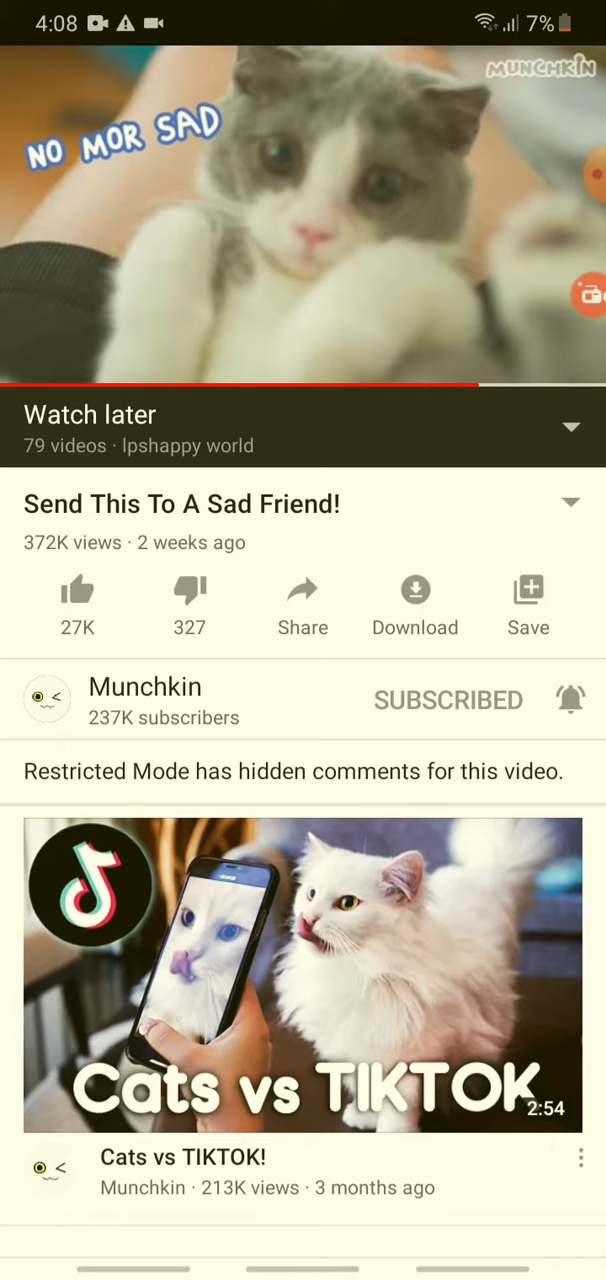 4:08
7%
MUNCHKIN
NO MOR SAD
Watch later
79 videos · lpshappy world
Send This To A Sad Friend!
372K views · 2 weeks ago
27K
327
Share
Download
Save
Munchkin
237K subscribers
SUBSCRIBED
Restricted Mode has hidden comments for this video.
Cats vs TIKTOK
2:54
Cats vs TIKTOK!
Munchkin · 213K views · 3 months ago